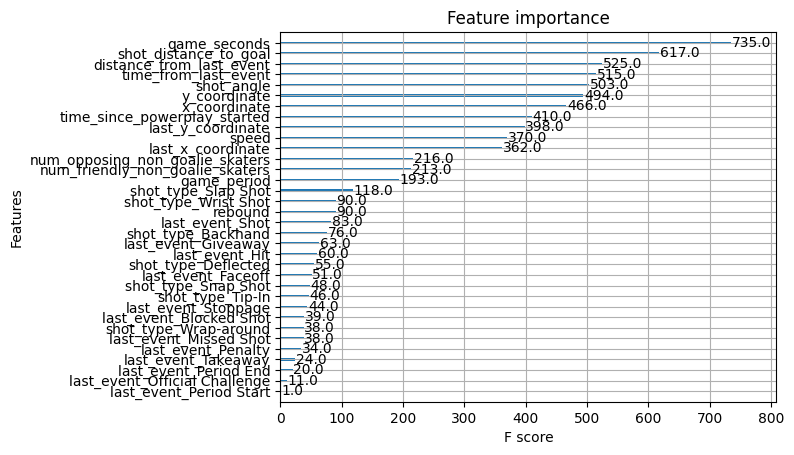 Feature importance
game_seconds 735.0
shot_distance_to_goal 617.0
distance_from_last_event 525.0
time_from_last_event 515.0
shot_angle 503.0
y_coordinate 494.0
x_coordinate 466.0
time_since_powerplay_started 410.0
last_y_coordinate 398.0
speed 370.0
last_x_coordinate 362.0
num_opposing_non_goalie_skaters 216.0
num_friendly_non_goalie_skaters 213.0
game_period 193.0
shot_type_Slap Shot 118.0
shot_type_Wrist Shot 90.0
rebound 90.0
last_event_Shot 83.0
shot_type_Backhand 76.0
last_event_Giveaway 63.0
last_event_Hit 60.0
shot_type_Deflected 55.0
last_event_Faceoff 51.0
shot_type_Snap Shot 48.0
shot_type_Tip-In 46.0
last_event_Stoppage 44.0
last_event_Blocked Shot 39.0
shot_type_Wrap-around 38.0
last_event_Missed Shot 38.0
last_event_Penalty 34.0
last_event_Takeaway 24.0
last_event_Period End 20.0
last_event_Official Challenge 11.0
last_event_Period Start 1.0
Features
0 100 200 300 400 500 600 700 800
F score